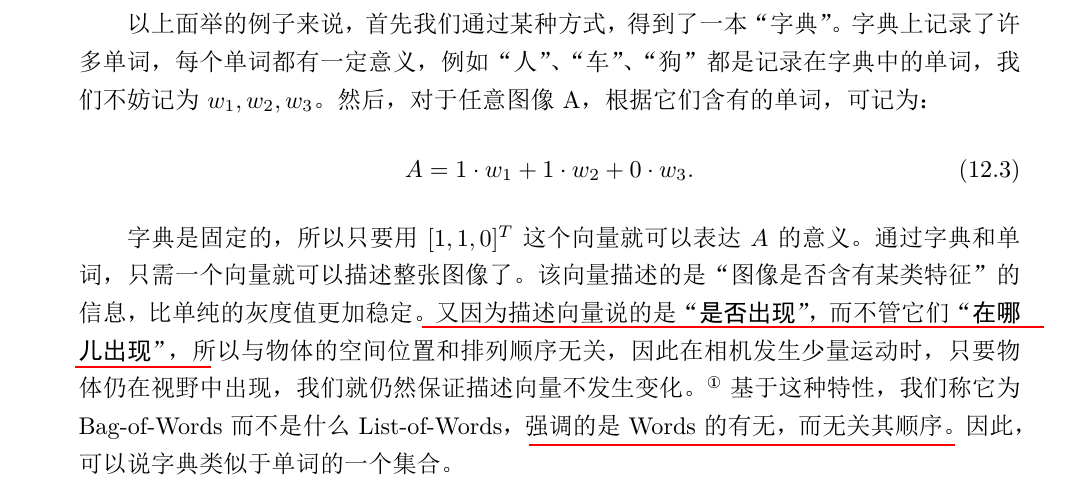 以上面举的例子来说，首先我们通过某种方式，得到了一本“字典”。字典上记录了许
多单词，每个单词都有一定意义，例如“人”、“车”、“狗”都是记录在字典中的单词，我
们不妨记为 w₁, w₂, w₃。然后，对于任意图像 A，根据它们含有的单词，可记为：
A = 1 · w₁ + 1 · w₂ + 0 · w₃. (12.3)
字典是固定的，所以只要用 [1, 1, 0]ᵀ 这个向量就可以表达 A 的意义。通过字典和单
词，只需一个向量就可以描述整张图像了。该向量描述的是“图像是否含有某类特征”的
信息，比单纯的灰度值更加稳定。又因为描述向量说的是“是否出现”，而不管它们“在哪
儿出现”，所以与物体的空间位置和排列顺序无关，因此在相机发生少量运动时，只要物
体仍在视野中出现，我们就仍然保证描述向量不发生变化。① 基于这种特性，我们称它为
Bag-of-Words 而不是什么 List-of-Words，强调的是 Words 的有无，而无关其顺序。因此，
可以说字典类似于单词的一个集合。